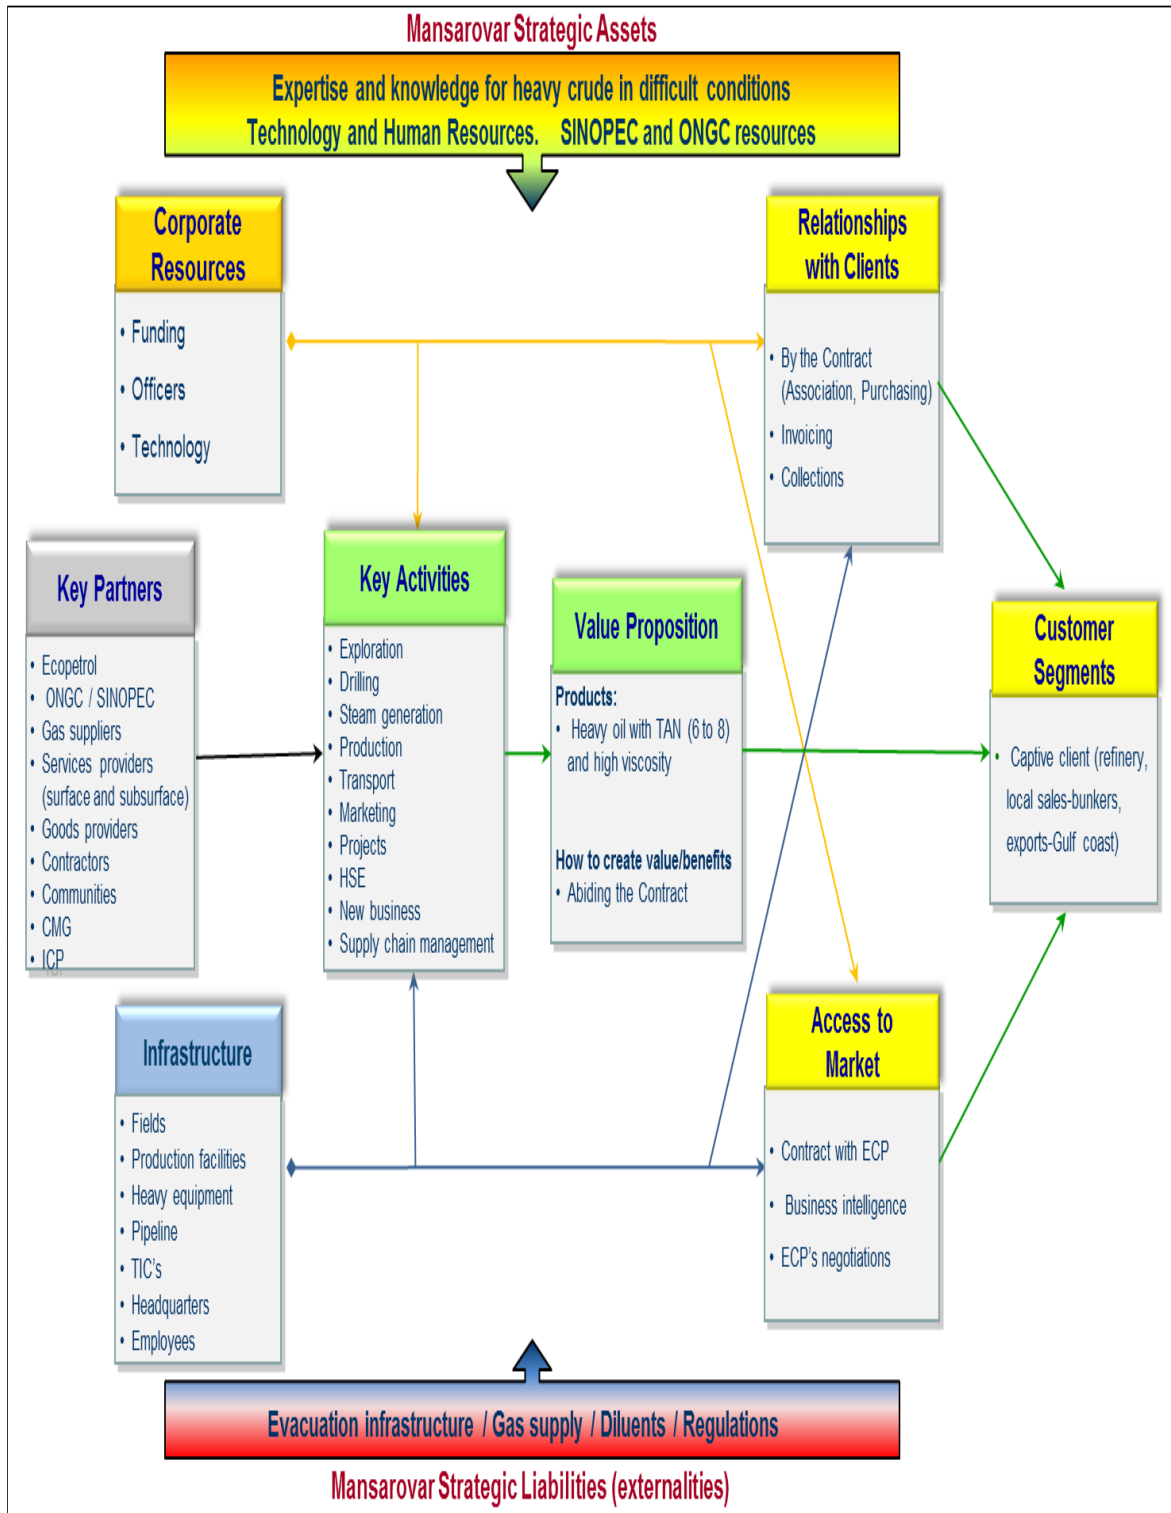 Mansarovar Strategic Assets
Expertise and knowledge for heavy crude in difficult conditions
Technology and Human Resources. SINOPEC and ONGC resources
Corporate
Resources
• Funding
• Officers
• Technology
Relationships
with Clients
• By the Contract
(Association, Purchasing)
• Invoicing
• Collections
Key Partners
• Ecopetrol
• ONGC / SINOPEC
• Gas suppliers
• Services providers
(surface and subsurface)
• Goods providers
• Contractors
• Communities
• CMG
• ICP
Key Activities
• Exploration
• Drilling
• Steam generation
• Production
• Transport
• Marketing
• Projects
• HSE
• New business
• Supply chain management
Value Proposition
Products:
• Heavy oil with TAN (6 to 8)
and high viscosity
How to create value/benefits
• Abiding the Contract
Customer
Segments
• Captive client (refinery,
local sales-bunkers,
exports-Gulf coast)
Infrastructure
• Fields
• Production facilities
• Heavy equipment
• Pipeline
• TIC's
• Headquarters
• Employees
Access to
Market
• Contract with ECP
• Business intelligence
• ECP's negotiations
Evacuation infrastructure / Gas supply / Diluents / Regulations
Mansarovar Strategic Liabilities (externalities)